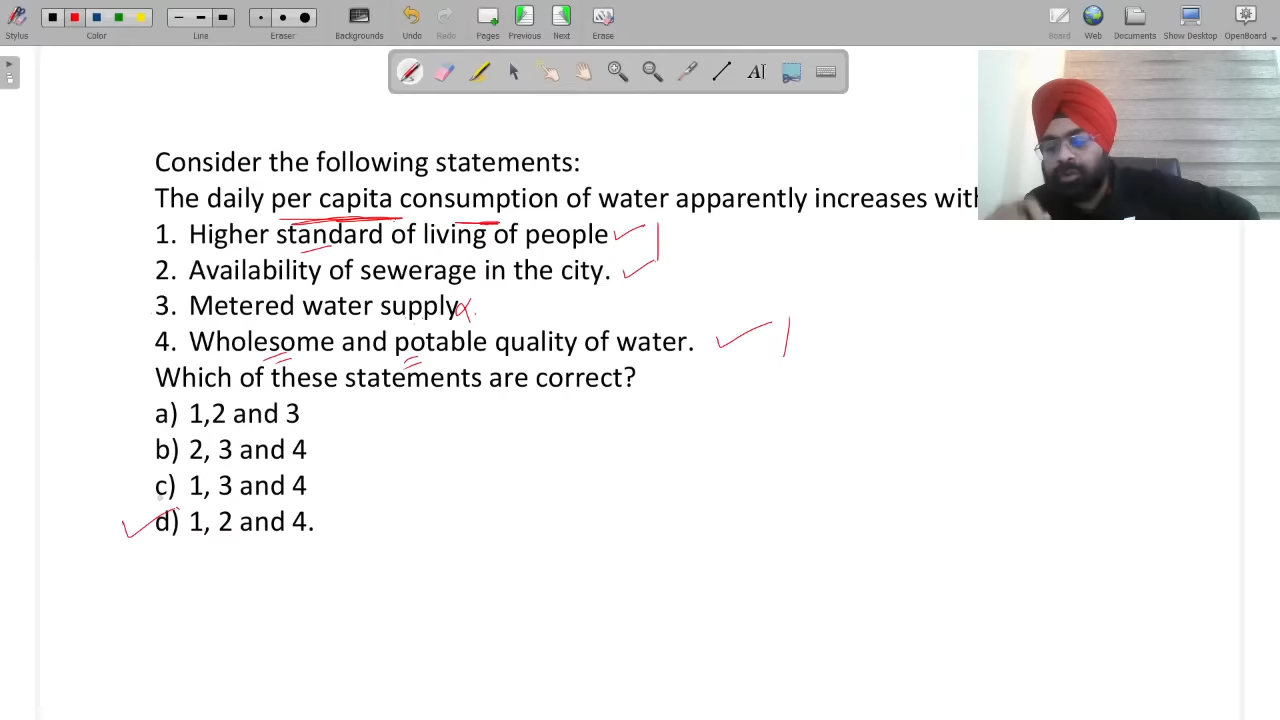 Stylus
Color
Line
Eraser
Backgrounds
Undo
Redo
Pages
Previous
Next
Erase
Board
Web
Documents
Show Desktop
OpenBoard
Consider the following statements:
The daily per capita consumption of water apparently increases with
1. Higher standard of living of people
2. Availability of sewerage in the city.
3. Metered water supply
4. Wholesome and potable quality of water.
Which of these statements are correct?
a) 1,2 and 3
b) 2, 3 and 4
c) 1, 3 and 4
d) 1, 2 and 4.